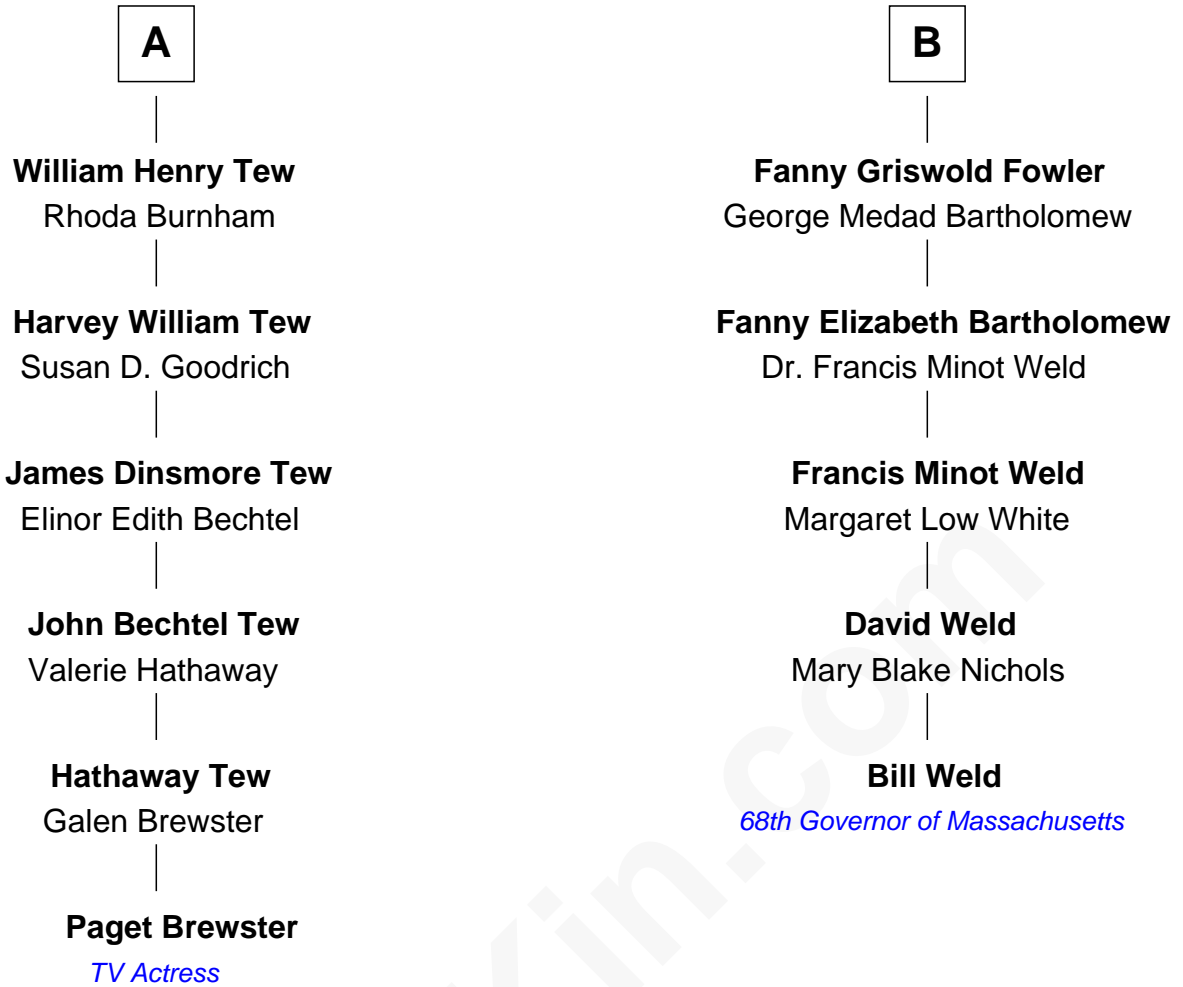 A
William Henry Tew
Rhoda Burnham
Harvey William Tew
Susan D. Goodrich
James Dinsmore Tew
Elinor Edith Bechtel
John Bechtel Tew
Valerie Hathaway
Hathaway Tew
Galen Brewster
Paget Brewster
TV Actress
B
Fanny Griswold Fowler
George Medad Bartholomew
Fanny Elizabeth Bartholomew
Dr. Francis Minot Weld
Francis Minot Weld
Margaret Low White
David Weld
Mary Blake Nichols
Bill Weld
68th Governor of Massachusetts
Kin.com